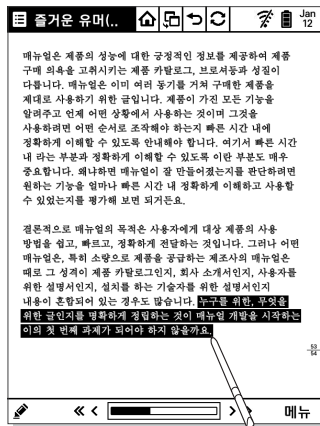 즐거운 유머(..
Jan
12
매뉴얼은 제품의 성능에 대한 긍정적인 정보를 제공하여 제품
구매 의욕을 고취시키는 제품 카탈로그, 브로셔등과 성질이
다릅니다. 매뉴얼은 이미 여러 동기를 거쳐 구매한 제품을
제대로 사용하기 위한 글입니다. 제품이 가진 모든 기능을
알려주고 언제 어떤 상황에서 사용하는 것이며 그것을
사용하려면 어떤 순서로 조작해야 하는지 빠른 시간 내에
정확하게 이해할 수 있도록 안내해야 합니다. 여기서 빠른 시간
내 라는 부분과 정확하게 이해할 수 있도록 이란 부분도 매우
중요합니다. 왜냐하면 매뉴얼이 잘 만들어졌는지를 판단하려면
원하는 기능을 얼마나 빠른 시간 내 정확하게 이해하고 사용할
수 있었는지를 평가해 보면 되거든요.
결론적으로 매뉴얼의 목적은 사용자에게 대상 제품의 사용
방법을 쉽고, 빠르고, 정확하게 전달하는 것입니다. 그러나 어떤
매뉴얼은, 특히 소량으로 제품을 공급하는 제조사의 매뉴얼은
때로 그 성격이 제품 카탈로그인지, 회사 소개서인지, 사용자를
위한 설명서인지, 설치를 하는 기술자를 위한 설명서인지
내용이 혼합되어 있는 경우도 많습니다. 누구를 위한, 무엇을
위한 글인지를 명확하게 정립하는 것이 매뉴얼 개발을 시작하는
이의 첫 번째 과제가 되어야 하지 않을까요.
53
54
메뉴